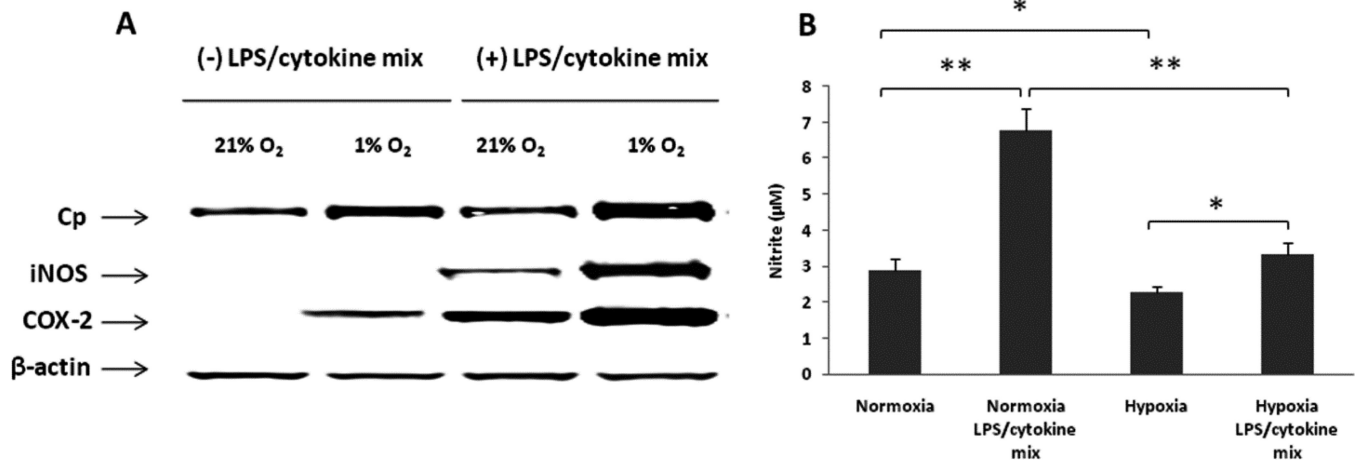 A
(-) LPS/cytokine mix
(+) LPS/cytokine mix
21% O₂
1% O₂
21% O₂
1% O₂
Cp
iNOS
COX-2
β-actin
B
*
**
**
*
Nitrite (µM)
8
7
6
5
4
3
2
1
0
Normoxia
Normoxia
LPS/cytokine
mix
Hypoxia
Hypoxia
LPS/cytokine
mix